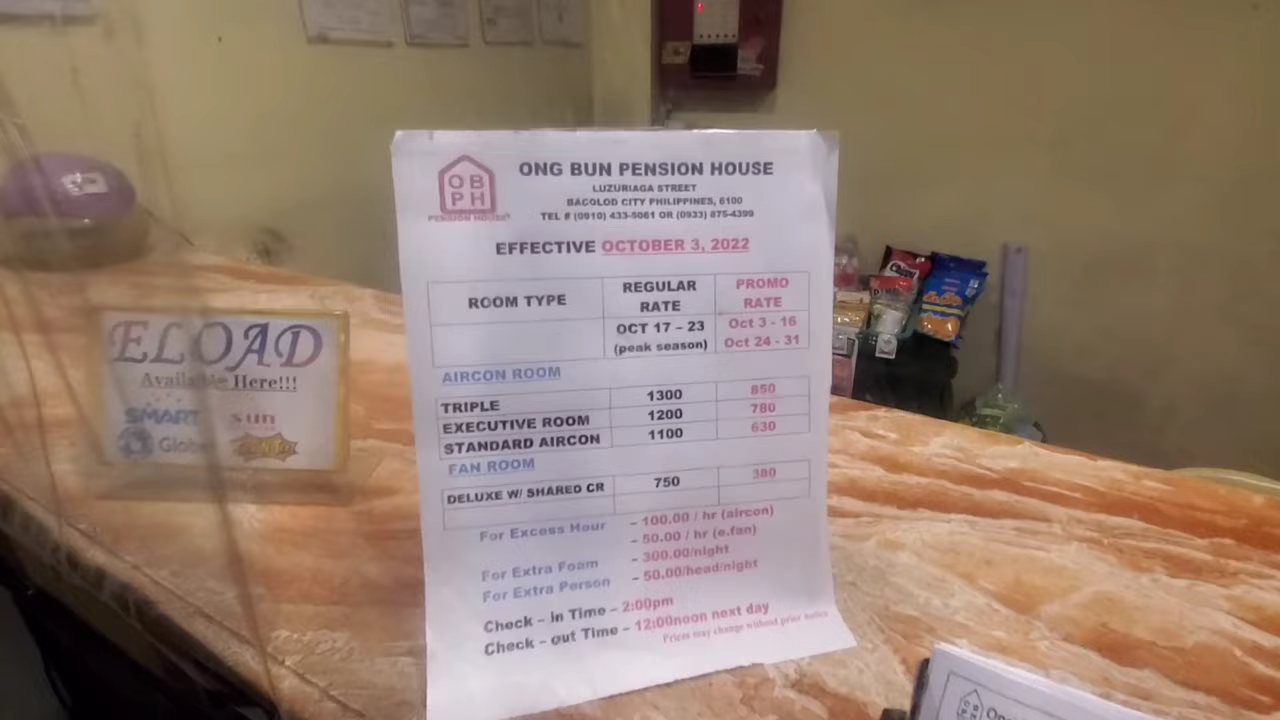 OB
PH
PENSION HOUSE
ONG BUN PENSION HOUSE
LUZURIAGA STREET
BACOLOD CITY PHILIPPINES, 6100
TEL # (0910) 433-5061 OR (0933) 875-4399
EFFECTIVE OCTOBER 3, 2022
ROOM TYPE REGULAR RATE PROMO RATE
OCT 17 – 23 (peak season) Oct 3 - 16 Oct 24 - 31
AIRCON ROOM
TRIPLE 1300 850
EXECUTIVE ROOM 1200 780
STANDARD AIRCON 1100 630
FAN ROOM
DELUXE W/ SHARED CR 750 380
For Excess Hour – 100.00 / hr (aircon)
– 50.00 / hr (e.fan)
For Extra Foam – 300.00/night
For Extra Person – 50.00/head/night
Check – in Time – 2:00pm
Check – out Time – 12:00noon next day
Prices may change without prior notice
ELOAD
Available Here!!!
SMART sun
Globe